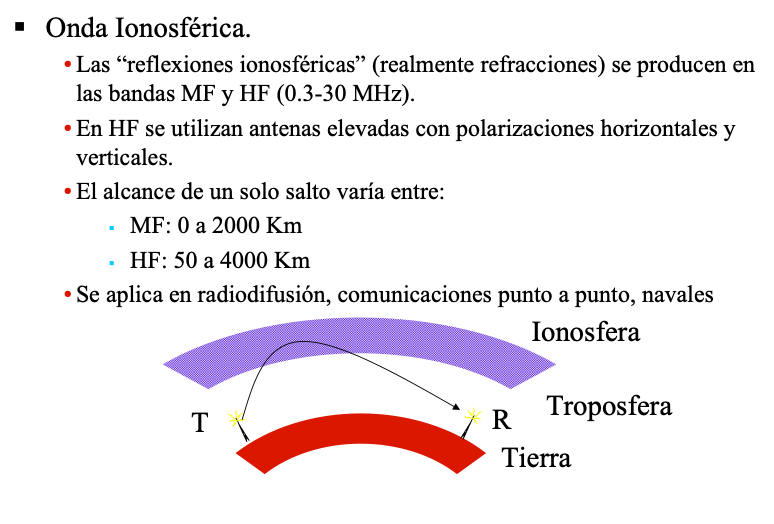 ▪ Onda Ionosférica.
• Las “reflexiones ionosféricas” (realmente refracciones) se producen en
las bandas MF y HF (0.3-30 MHz).
• En HF se utilizan antenas elevadas con polarizaciones horizontales y
verticales.
• El alcance de un solo salto varía entre:
▪ MF: 0 a 2000 Km
▪ HF: 50 a 4000 Km
• Se aplica en radiodifusión, comunicaciones punto a punto, navales
Ionosfera
Troposfera
T
R
Tierra